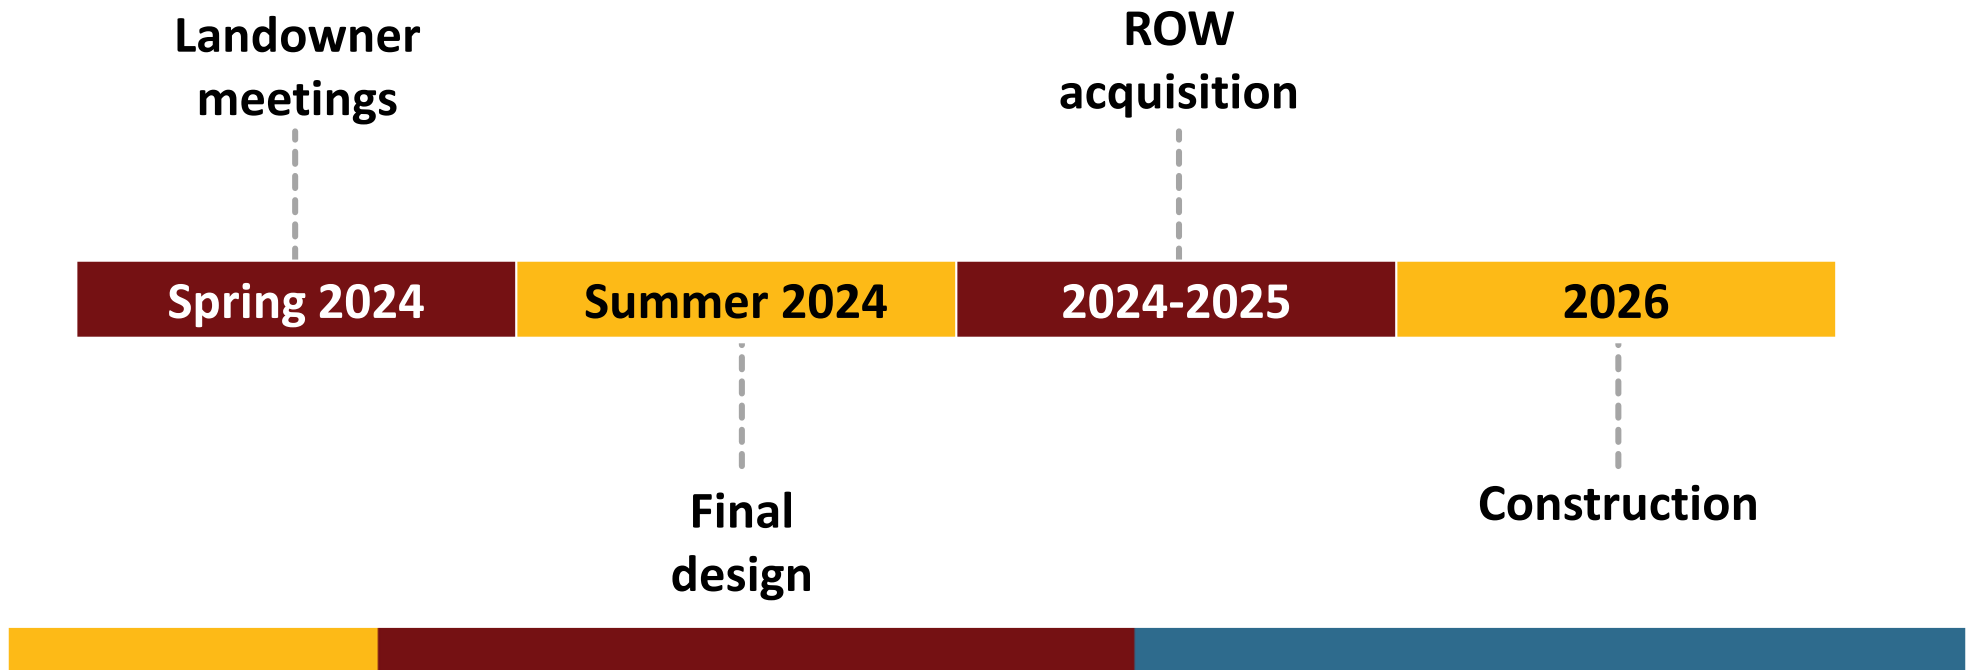 Landowner
meetings
ROW
acquisition
Spring 2024
Summer 2024
2024-2025
2026
Final
design
Construction